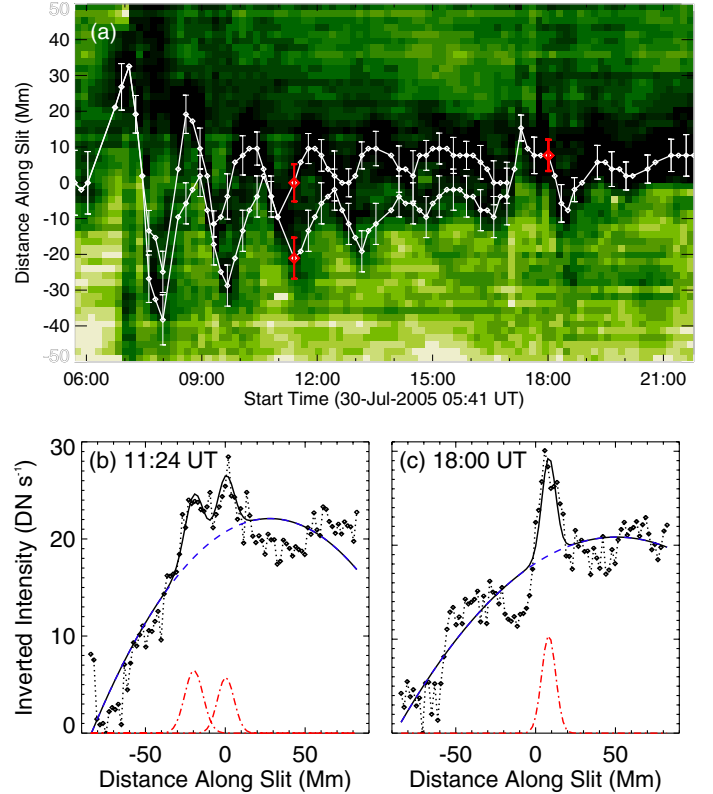 (a)
50
40
30
20
10
0
-10
-20
-30
-40
-50
Distance Along Slit (Mm)
06:00 09:00 12:00 15:00 18:00 21:00
Start Time (30-Jul-2005 05:41 UT)
(b) 11:24 UT
30
20
10
0
Inverted Intensity (DN s⁻¹)
-50 0 50
Distance Along Slit (Mm)
(c) 18:00 UT
-50 0 50
Distance Along Slit (Mm)